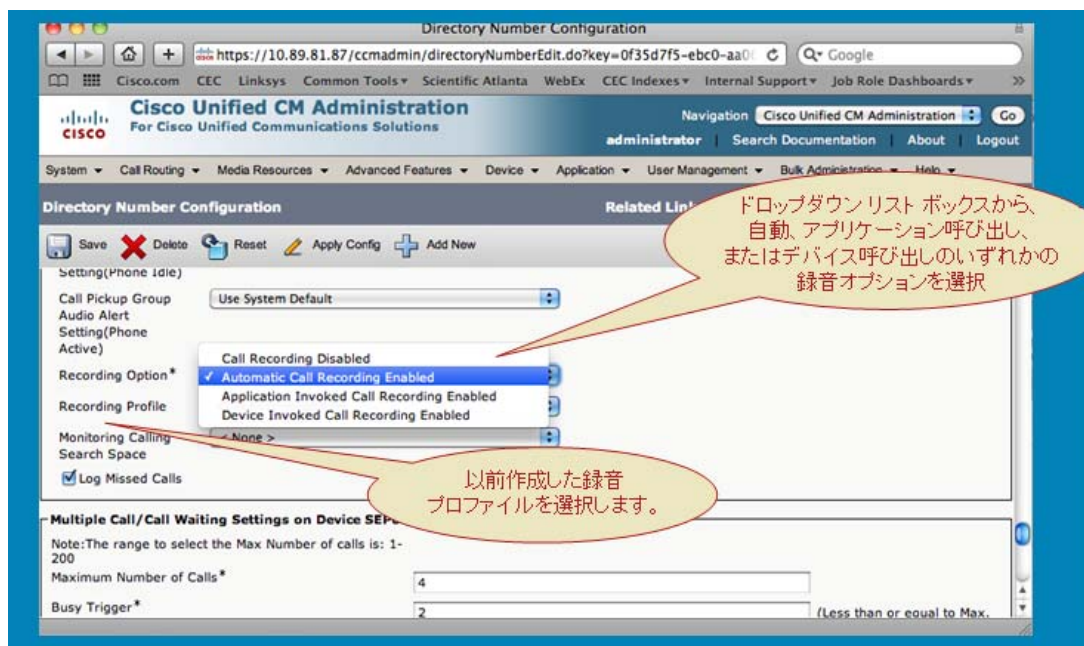 Directory Number Configuration
https://10.89.81.87/ccmadmin/directoryNumberEdit.do?key=0f35d7f5-ebc0-aa0
Google
Cisco.com CEC Linksys Common Tools Scientific Atlanta WebEx CEC Indexes Internal Support Job Role Dashboards
CISCO
Cisco Unified CM Administration
For Cisco Unified Communications Solutions
Navigation Cisco Unified CM Administration Go
administrator | Search Documentation | About | Logout
System Call Routing Media Resources Advanced Features Device Application User Management Bulk Administration Help
Directory Number Configuration
Related
Save Delete Reset Apply Config Add New
ドロップダウン リスト ボックスから、
自動、アプリケーション呼び出し、
またはデバイス呼び出しのいずれかの
録音オプションを選択
Setting(Phone Idle)
Call Pickup Group
Audio Alert
Setting(Phone
Active)
Use System Default
Recording Option*
Call Recording Disabled
✓ Automatic Call Recording Enabled
Application Invoked Call Recording Enabled
Device Invoked Call Recording Enabled
Recording Profile
Monitoring Calling
Search Space
< None >
Log Missed Calls
以前作成した録音
プロファイルを選択します。
Multiple Call/Call Waiting Settings on Device
Note:The range to select the Max Number of calls is: 1-
200
Maximum Number of Calls*
4
Busy Trigger*
2
(Less than or equal to Max.